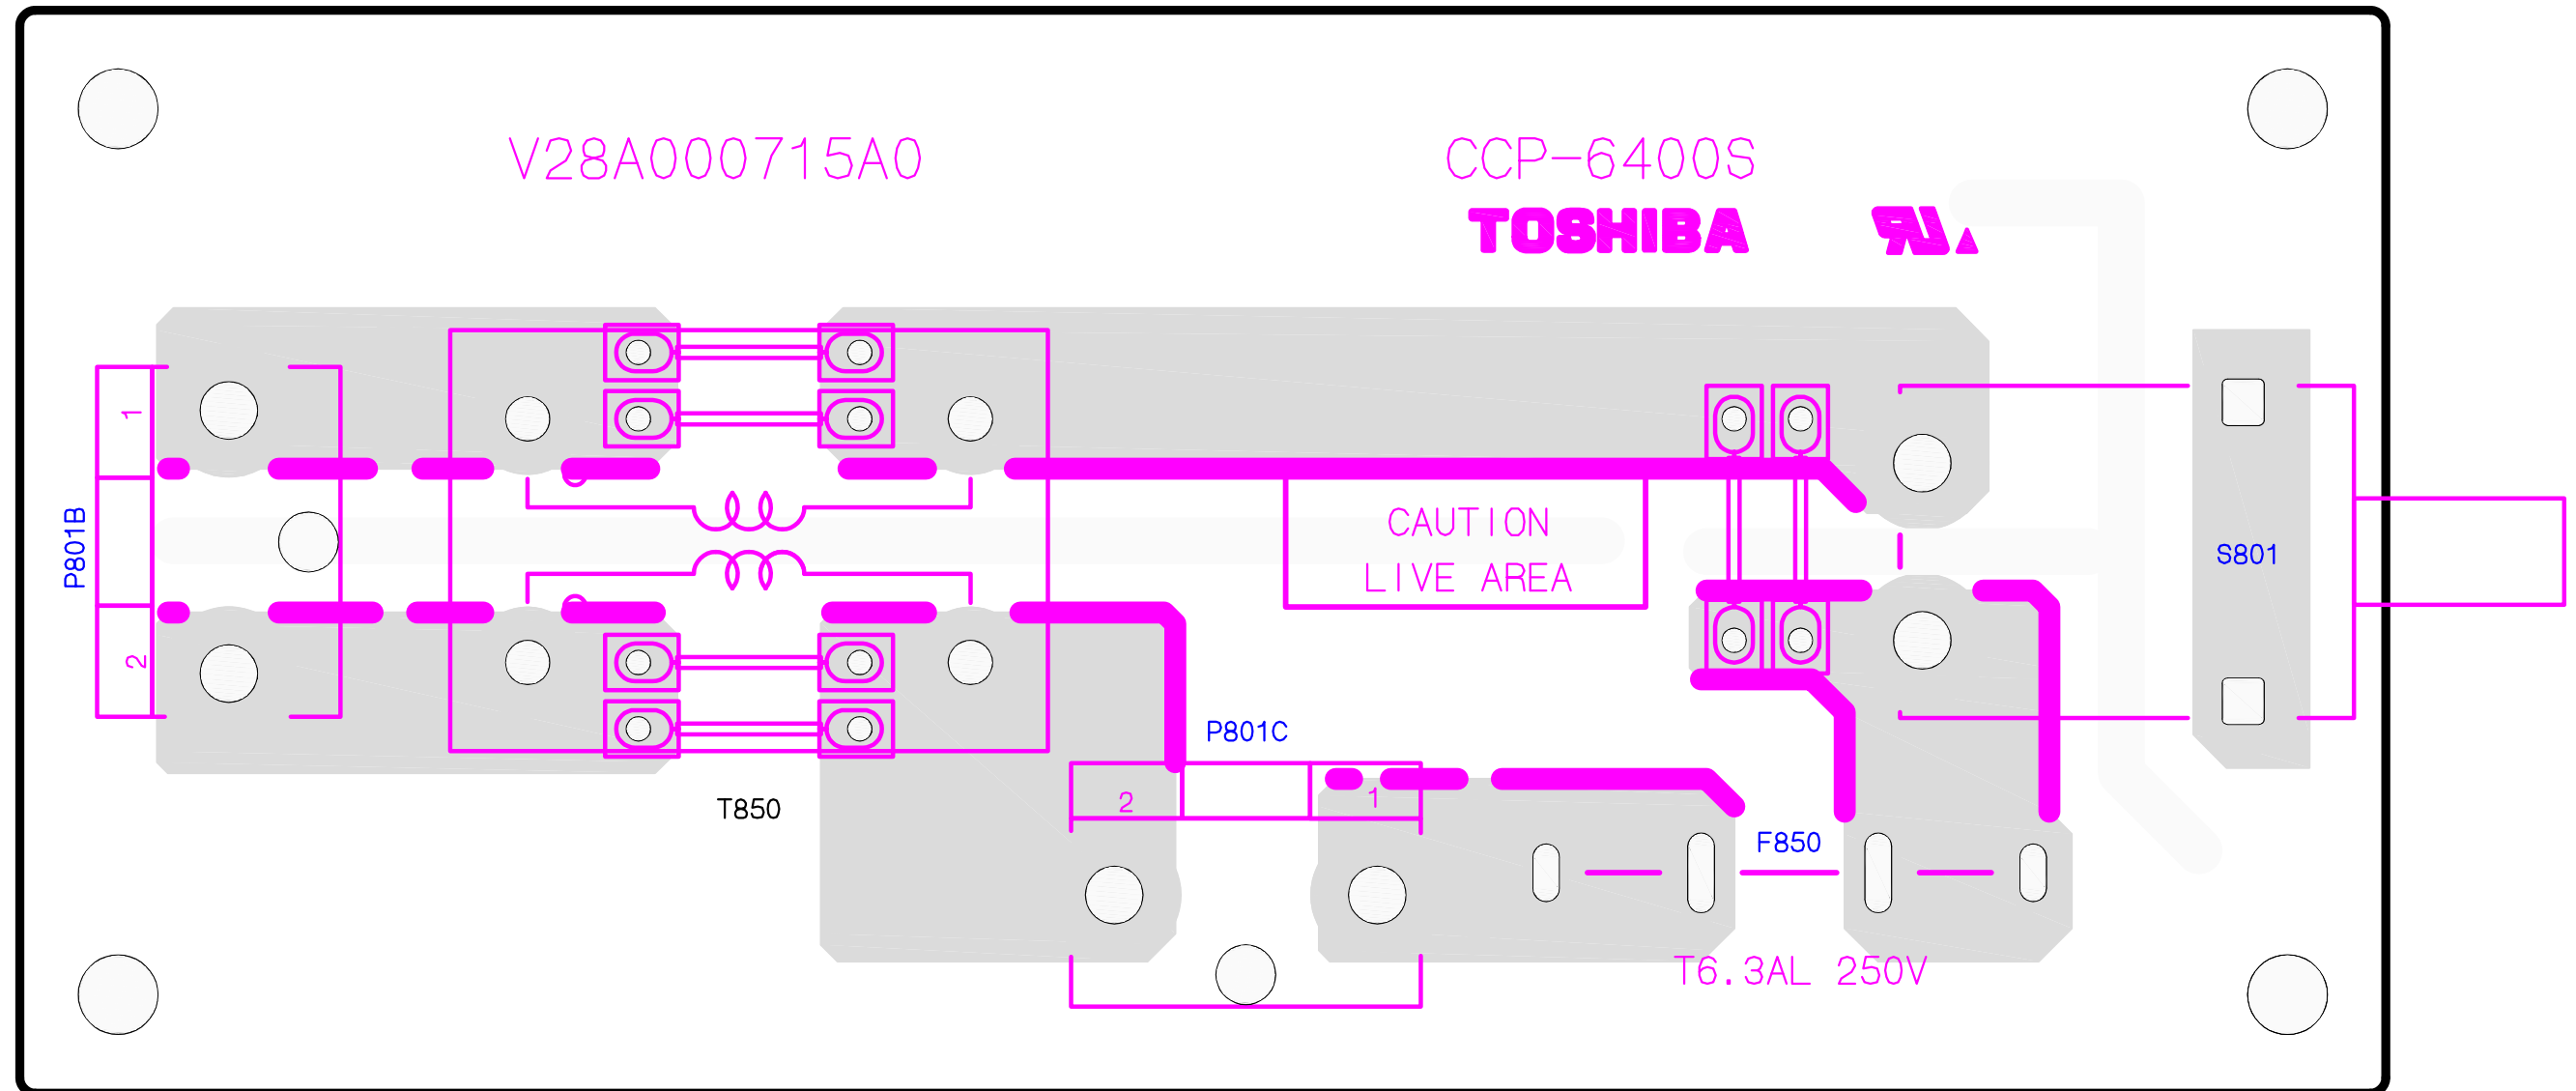 V28A000715A0
CCP-6400S
TOSHIBA
1
P801B
2
CAUTION
LIVE AREA
S801
P801C
T850
2
1
F850
T6.3AL 250V